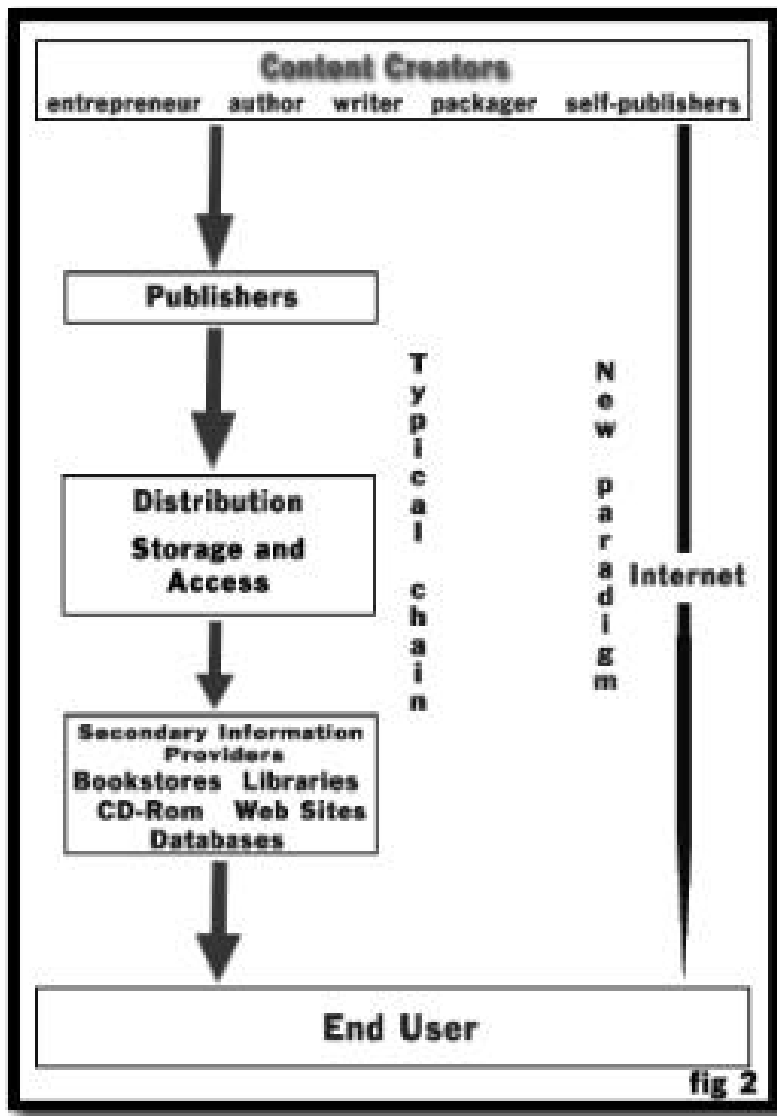 Content Creators
entrepreneur author writer packager self-publishers
Publishers
Typical chain
New paradigm
Distribution
Storage and
Access
Internet
Secondary Information
Providers
Bookstores Libraries
CD-Rom Web Sites
Databases
End User
fig 2